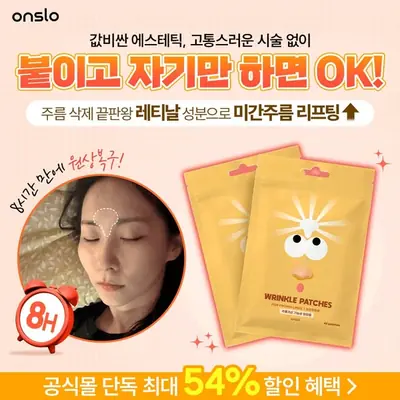 onslo
값비싼 에스테틱, 고통스러운 시술 없이
붙이고 자기만 하면 OK!
주름 삭제 끝판왕 레티날 성분으로 미간주름 리프팅
8시간 만에 원상복구!
8H
WRINKLE PATCHES
공식몰 단독 최대 54% 할인 혜택 >